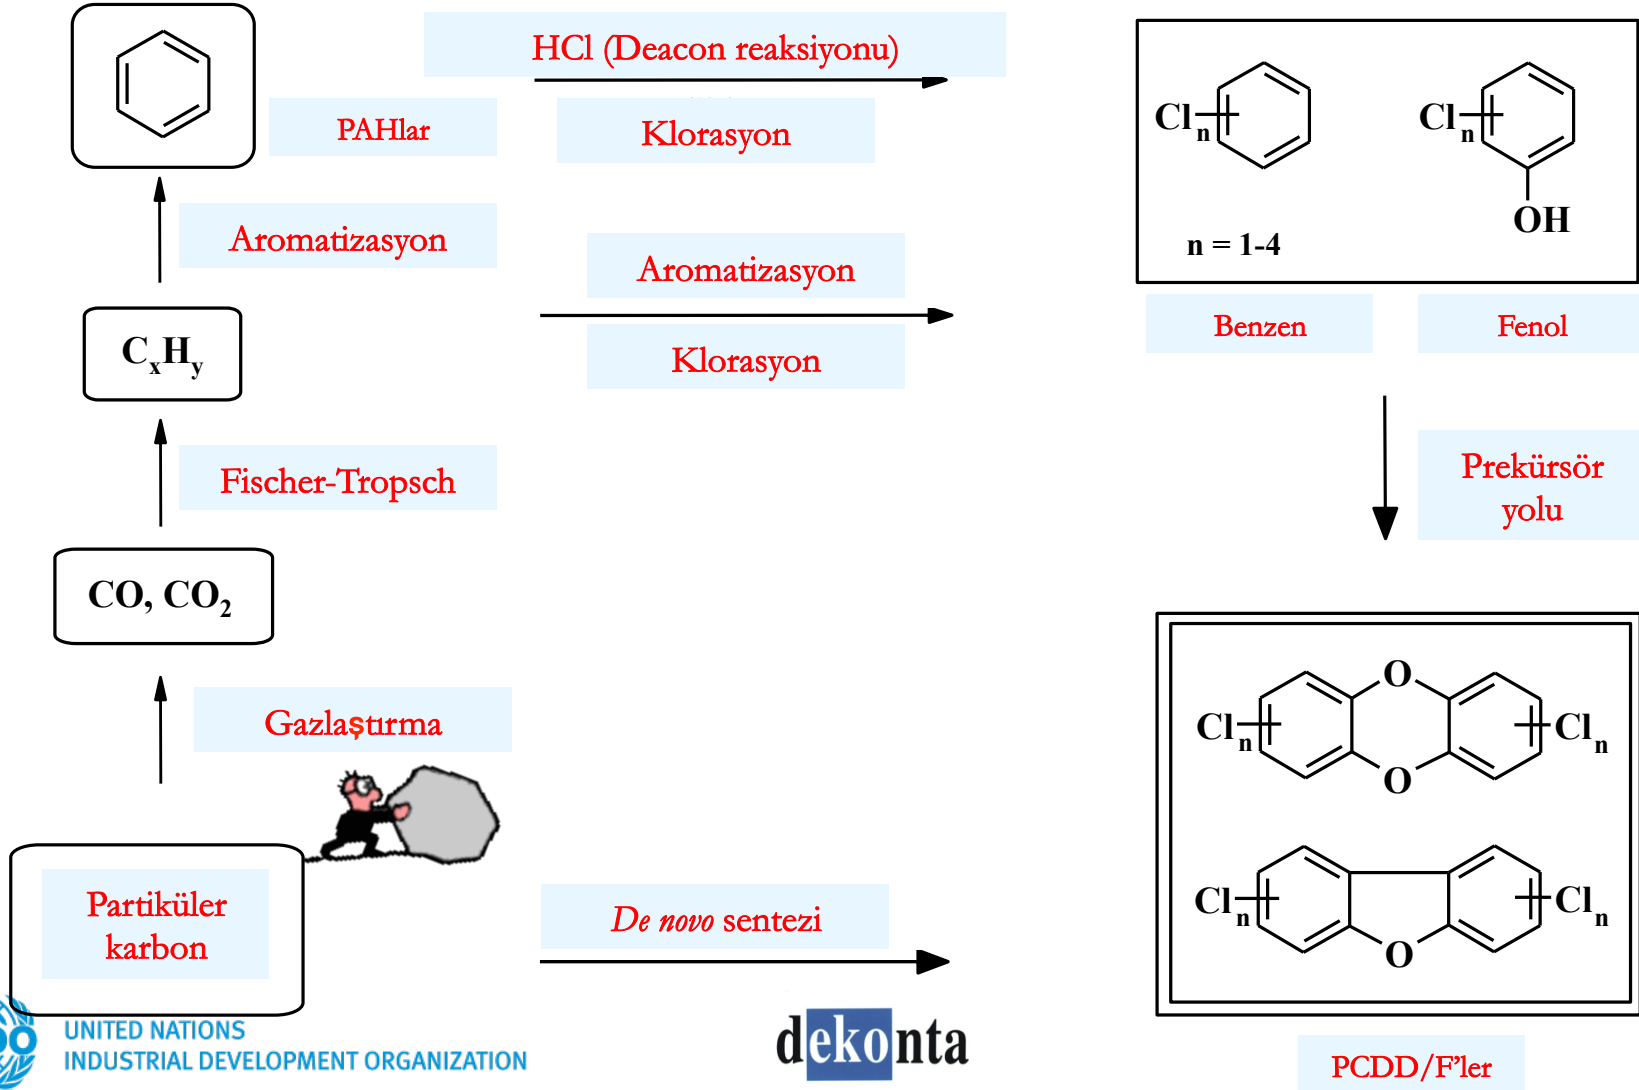 HCl (Deacon reaksiyonu)
PAHlar
Klorasyon
Cl n
Cl n
OH
n = 1-4
Aromatizasyon
Aromatizasyon
Klorasyon
Benzen
Fenol
CxHy
Fischer-Tropsch
Prekürsör
yolu
CO, CO2
Gazlaştırma
O
Cl n
Cl n
O
Partiküler
karbon
De novo sentezi
Cl n
Cl n
O
UNITED NATIONS
INDUSTRIAL DEVELOPMENT ORGANIZATION
dekonta
PCDD/F'ler